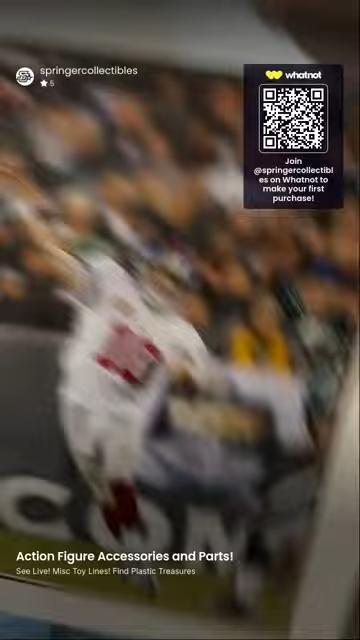 springercollectibles
5
whatnot
Join
@springercollectibl
es on Whatnot to
make your first
purchase!
Action Figure Accessories and Parts!
See Live! Misc Toy Lines! Find Plastic Treasures